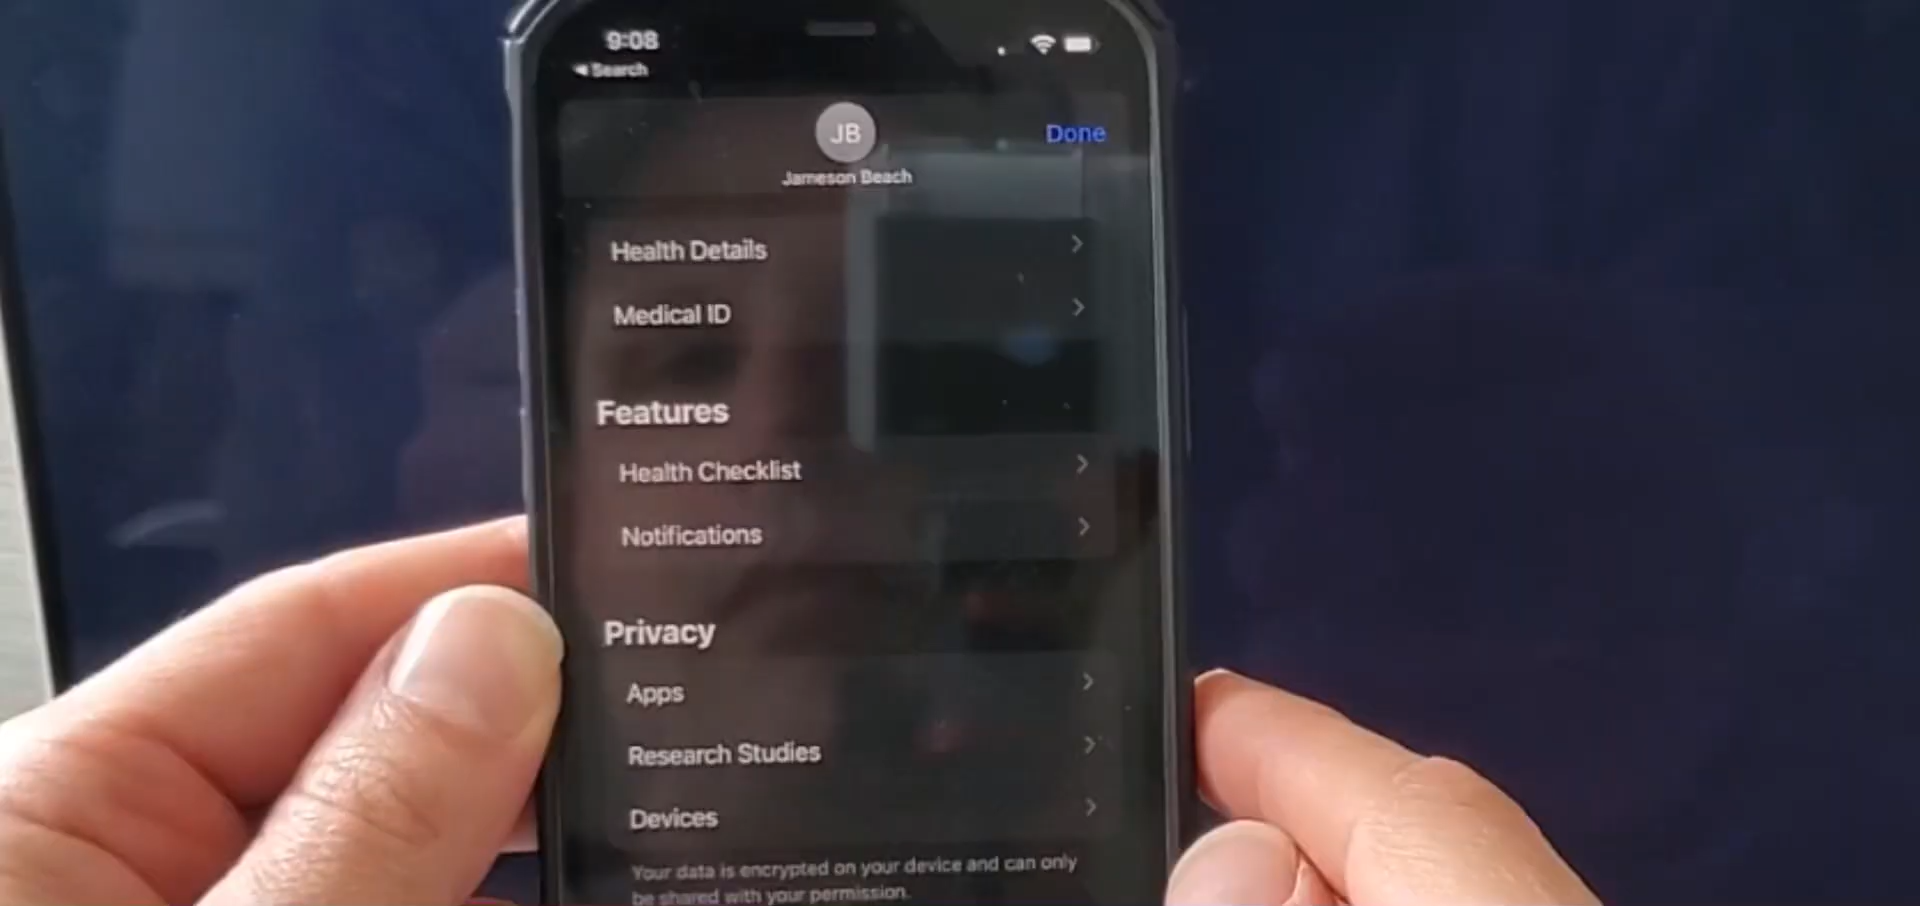 9:08
Search
JB
Done
Jameson Beach
Health Details
Medical ID
Features
Health Checklist
Notifications
Privacy
Apps
Research Studies
Devices
Your data is encrypted on your device and can only
be shared with your permission.